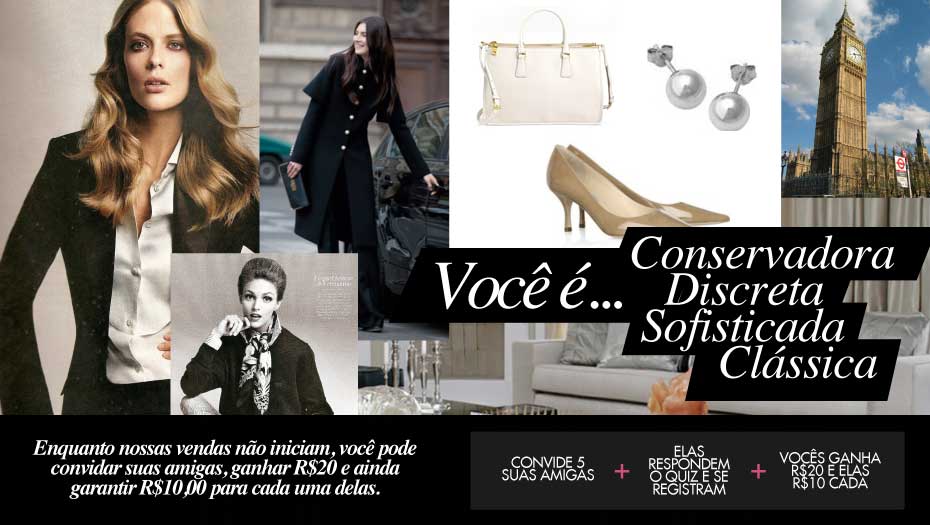 Você é...
Conservadora
Discreta
Sofisticada
Clássica
Enquanto nossas vendas não iniciam, você pode
convidar suas amigas, ganhar R$20 e ainda
garantir R$10,00 para cada uma delas.
CONVIDE 5
SUAS AMIGAS
+
ELAS
RESPONDEM
O QUIZ E SE
REGISTRAM
+
VOCÊS GANHA
R$20 E ELAS
R$10 CADA